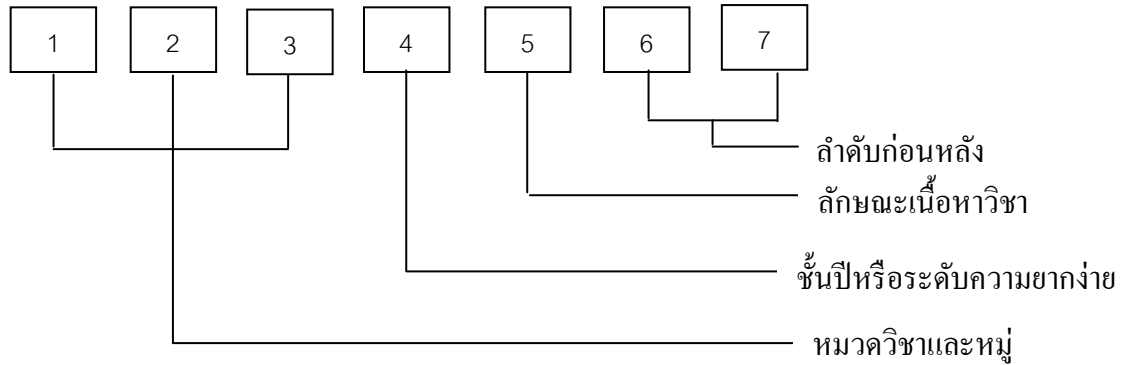 1 2 3 4 5 6 7
ลำดับก่อนหลัง
ลักษณะเนื้อหาวิชา
ชั้นปีหรือระดับความยากง่าย
หมวดวิชาและหมู่